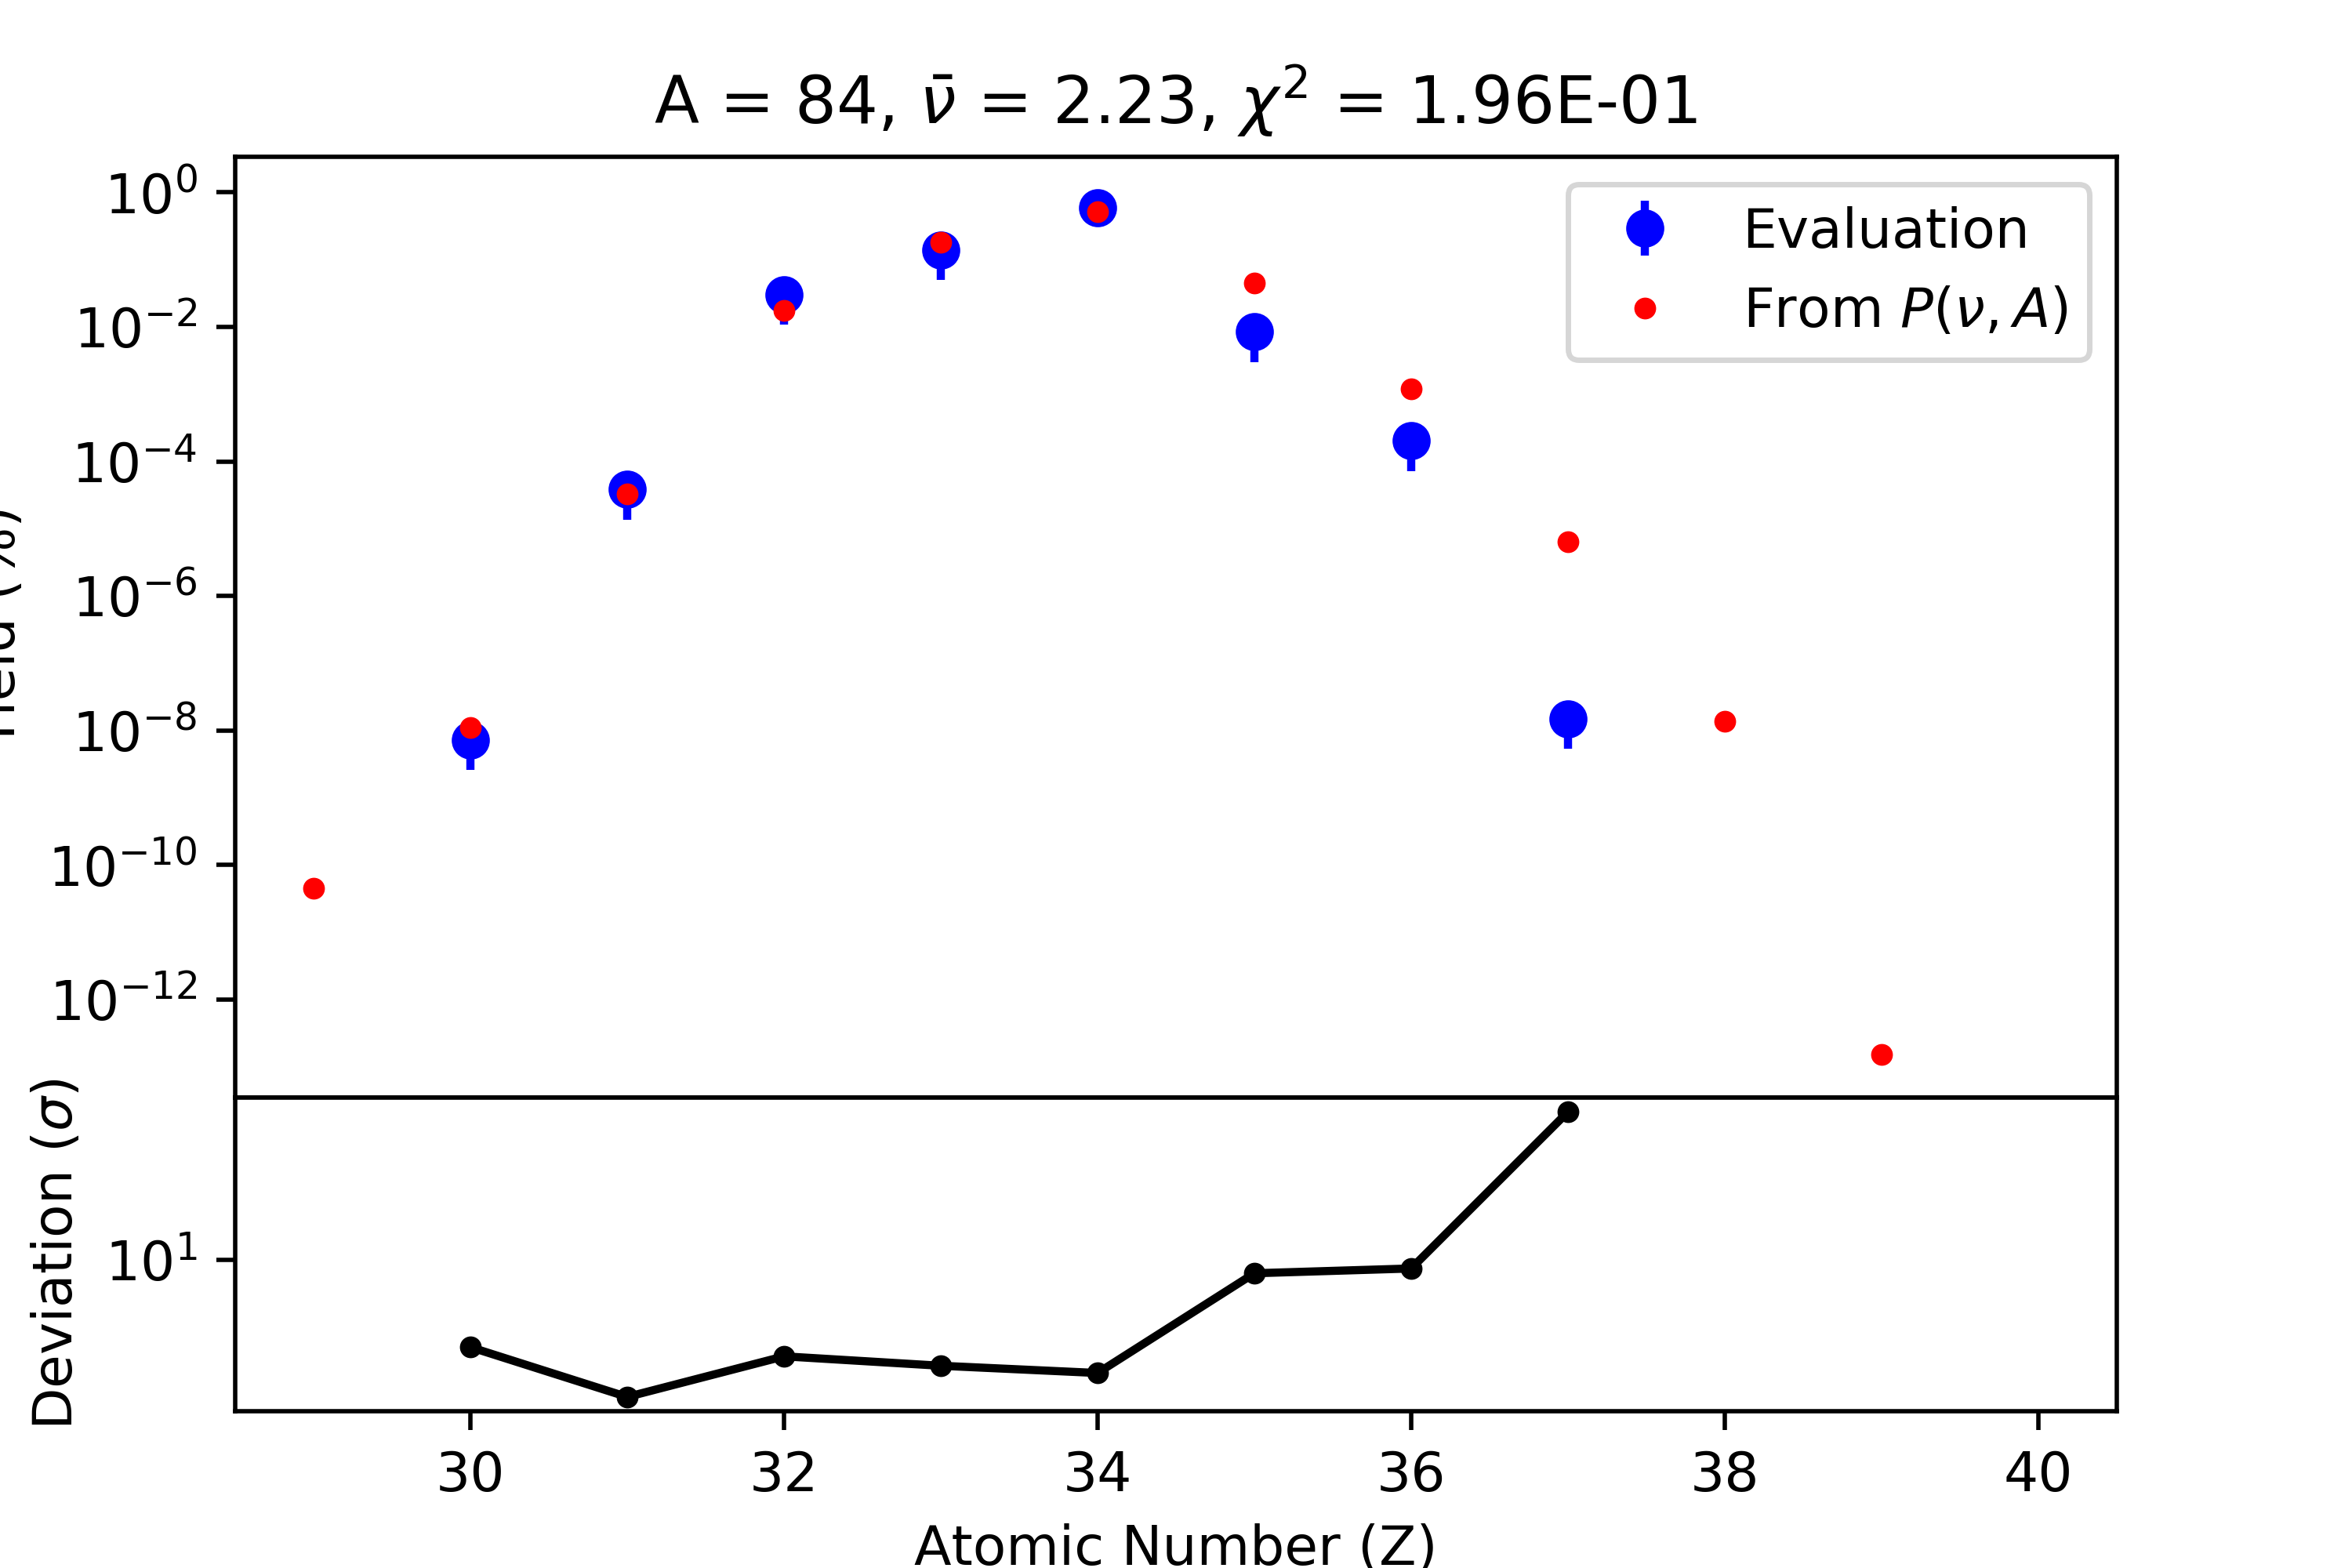 A = 84, ν̄ = 2.23, χ² = 1.96E-01
Evaluation
From P(ν, A)
10⁰
10⁻²
10⁻⁴
10⁻⁶
10⁻⁸
10⁻¹⁰
10⁻¹²
(%)
Deviation (σ)
10¹
30 32 34 36 38 40
Atomic Number (Z)